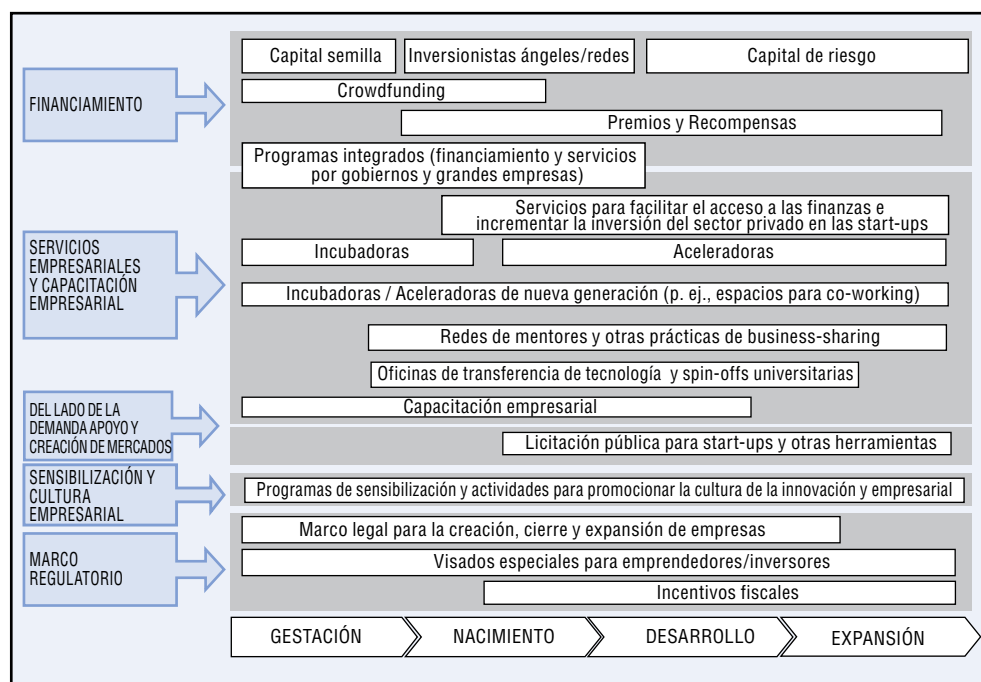 FINANCIAMIENTO
Capital semilla
Inversionistas ángeles/redes
Capital de riesgo
Crowdfunding
Premios y Recompensas
Programas integrados (financiamiento y servicios
por gobiernos y grandes empresas)
SERVICIOS
EMPRESARIALES
Y CAPACITACIÓN
EMPRESARIAL
Servicios para facilitar el acceso a las finanzas e
incrementar la inversión del sector privado en las start-ups
Incubadoras
Aceleradoras
Incubadoras / Aceleradoras de nueva generación (p. ej., espacios para co-working)
Redes de mentores y otras prácticas de business-sharing
Oficinas de transferencia de tecnología y spin-offs universitarias
Capacitación empresarial
DEL LADO DE LA
DEMANDA APOYO Y
CREACIÓN DE MERCADOS
Licitación pública para start-ups y otras herramientas
SENSIBILIZACIÓN Y
CULTURA
EMPRESARIAL
Programas de sensibilización y actividades para promocionar la cultura de la innovación y empresarial
MARCO
REGULATORIO
Marco legal para la creación, cierre y expansión de empresas
Visados especiales para emprendedores/inversores
Incentivos fiscales
GESTACIÓN
NACIMIENTO
DESARROLLO
EXPANSIÓN